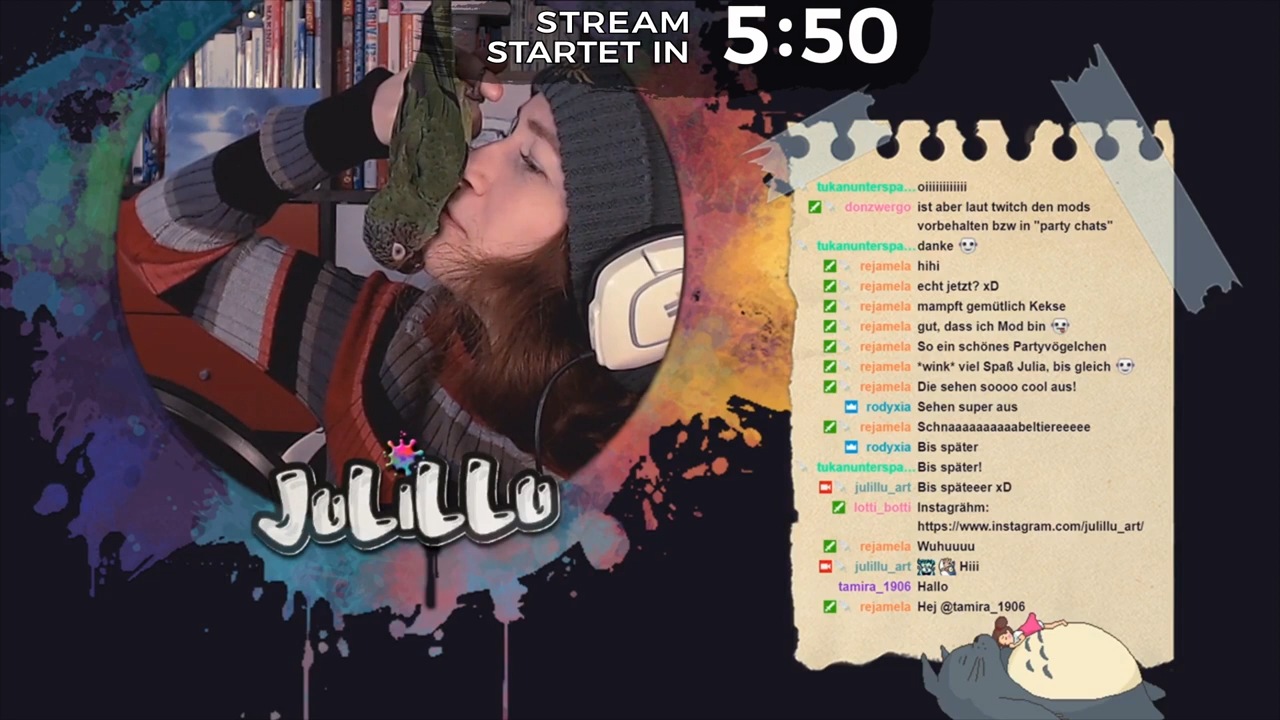 STREAM
STARTET IN
5:50
JULILLU
tukanunterspa... oiiiiiiiiiiiii
donzwergo ist aber laut twitch den mods
vorbehalten bzw in "party chats"
tukanunterspa... danke
rejamela hihi
rejamela echt jetzt? xD
rejamela mampft gemütlich Kekse
rejamela gut, dass ich Mod bin
rejamela So ein schönes Partyvögelchen
rejamela *wink* viel Spaß Julia, bis gleich
rejamela Die sehen soooo cool aus!
rodyxia Sehen super aus
rejamela Schnaaaaaaaaaabeltiereeeee
rodyxia Bis später
tukanunterspa... Bis später!
julillu_art Bis späteeer xD
lotti_botti Instagrähm:
https://www.instagram.com/julillu_art/
rejamela Wuhuuuu
julillu_art Hiii
tamira_1906 Hallo
rejamela Hej @tamira_1906